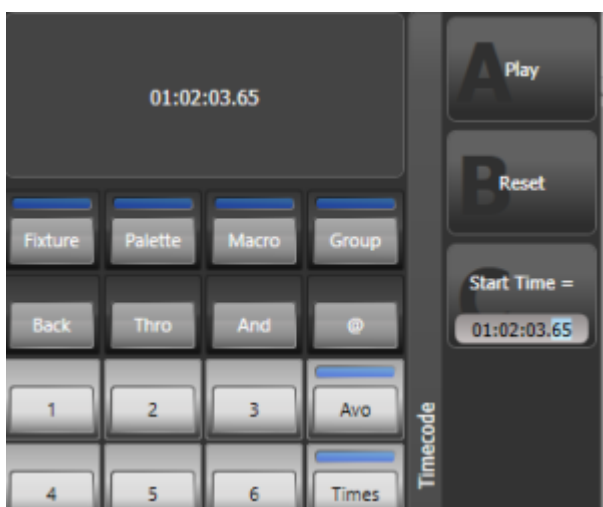 01:02:03.65
Fixture Palette Macro Group
Back Thro And @
1 2 3 Avo
4 5 6 Times
Timecode
A Play
B Reset
C Start Time =
01:02:03.65